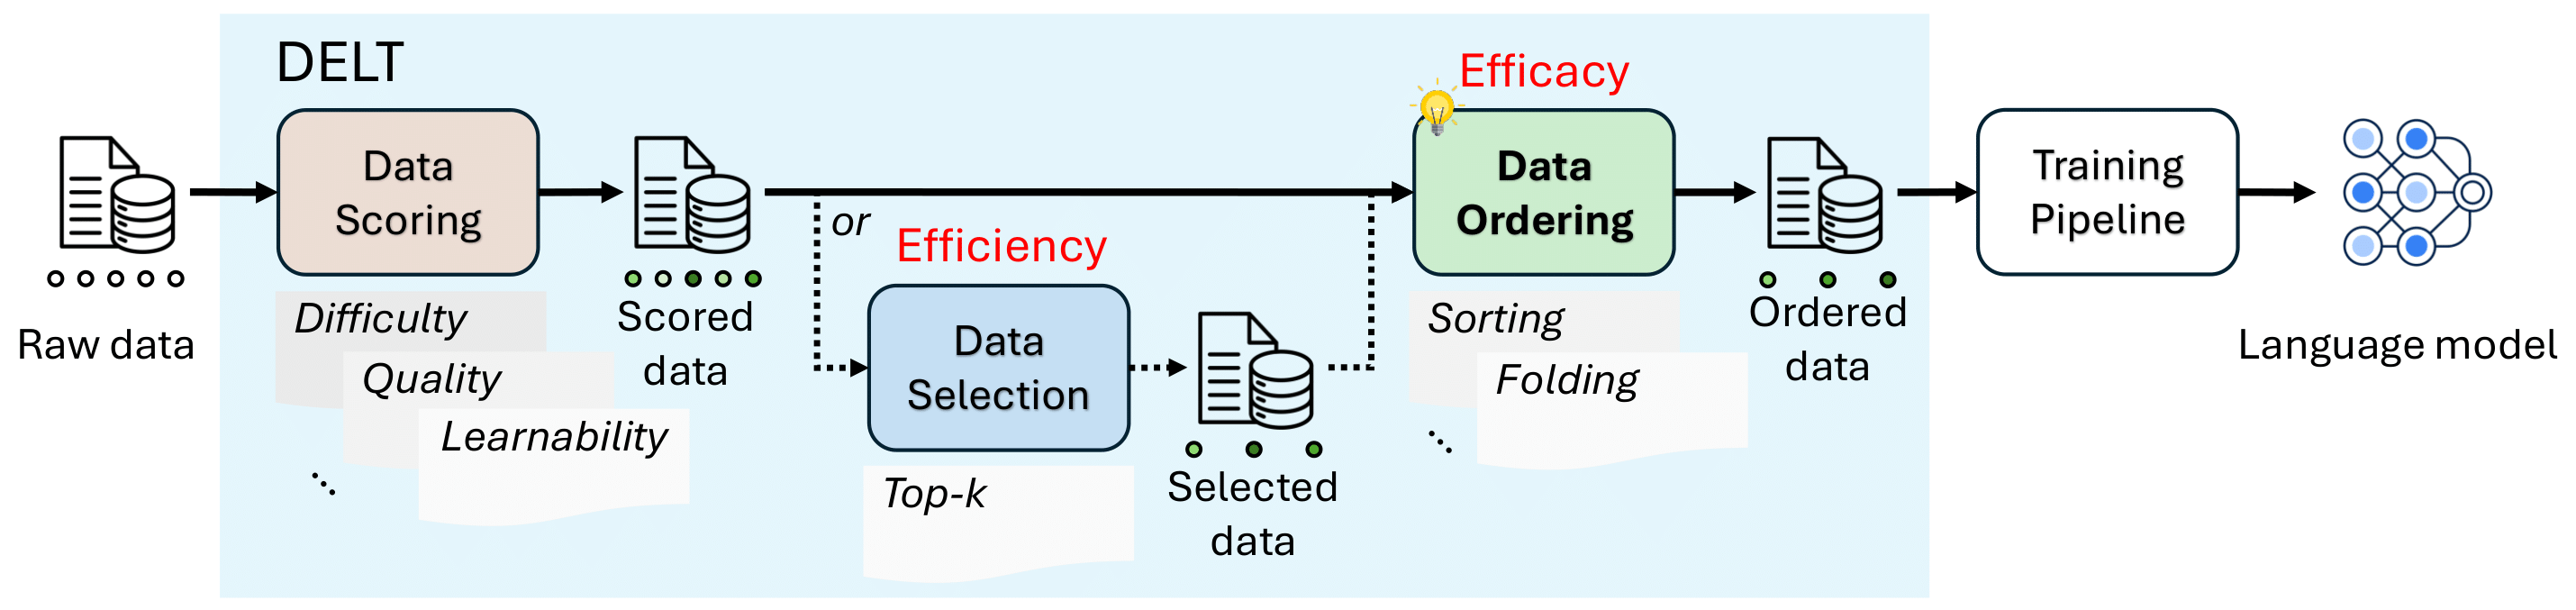 DELT
Raw data
Data
Scoring
Difficulty
Quality
Learnability
Scored
data
or
Efficiency
Data
Selection
Top-k
Selected
data
Efficacy
Data
Ordering
Sorting
Folding
Ordered
data
Training
Pipeline
Language model